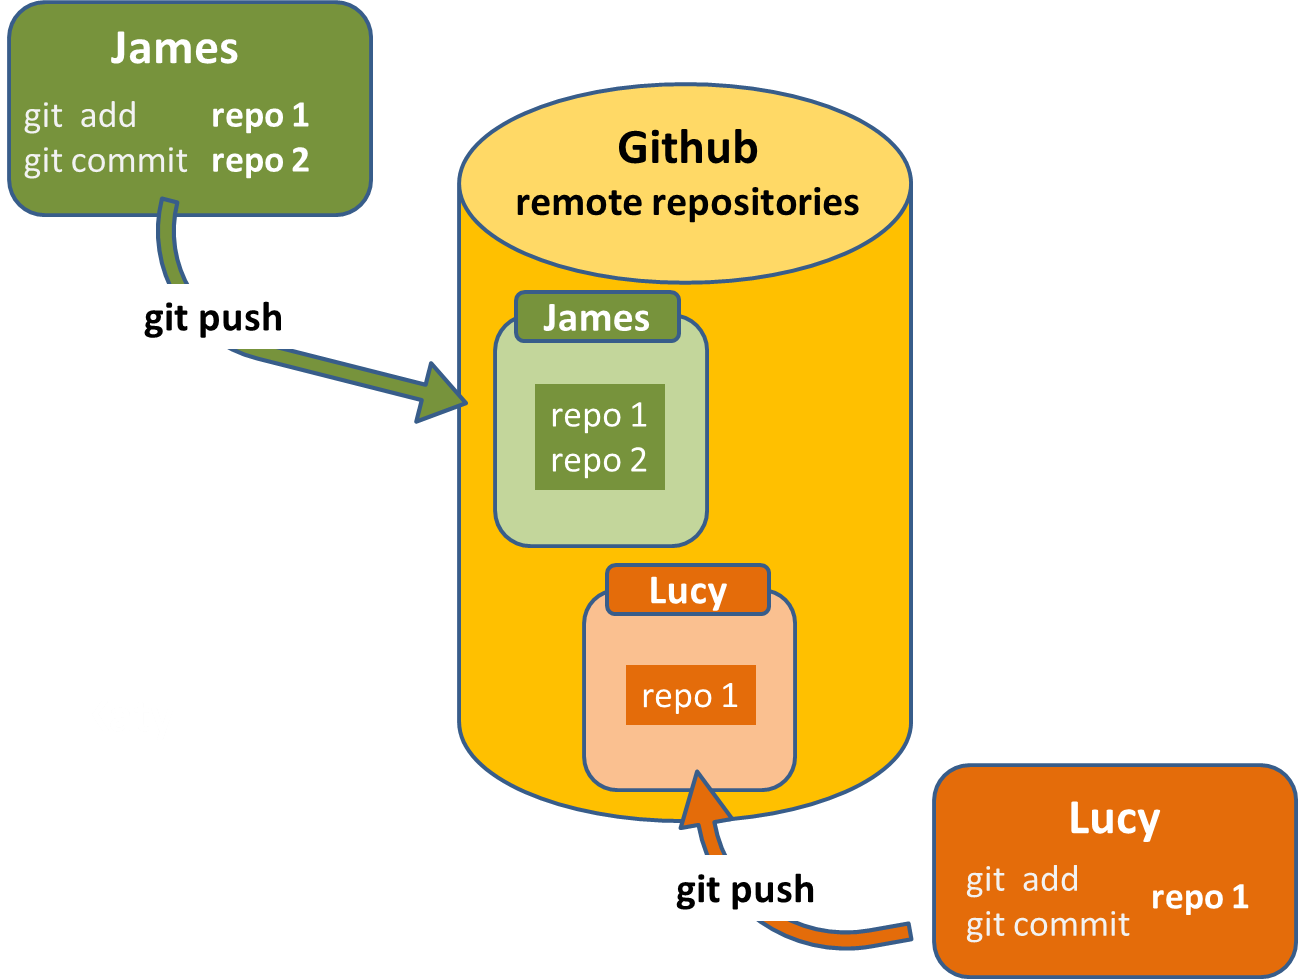 James
git add repo 1
git commit repo 2
Github
remote repositories
git push
James
repo 1
repo 2
Lucy
repo 1
git push
Lucy
git add
git commit
repo 1